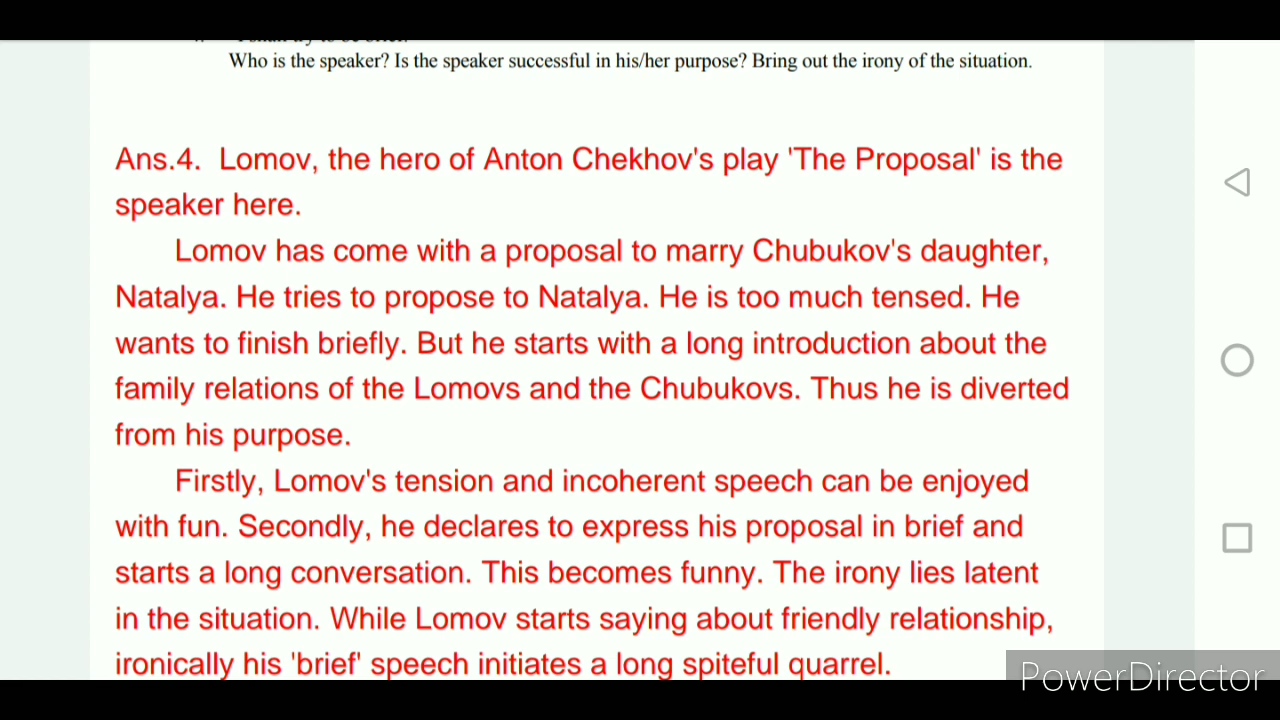 Who is the speaker? Is the speaker successful in his/her purpose? Bring out the irony of the situation.
Ans.4. Lomov, the hero of Anton Chekhov's play 'The Proposal' is the
speaker here.
Lomov has come with a proposal to marry Chubukov's daughter,
Natalya. He tries to propose to Natalya. He is too much tensed. He
wants to finish briefly. But he starts with a long introduction about the
family relations of the Lomovs and the Chubukovs. Thus he is diverted
from his purpose.
Firstly, Lomov's tension and incoherent speech can be enjoyed
with fun. Secondly, he declares to express his proposal in brief and
starts a long conversation. This becomes funny. The irony lies latent
in the situation. While Lomov starts saying about friendly relationship,
ironically his 'brief' speech initiates a long spiteful quarrel.
PowerDirector